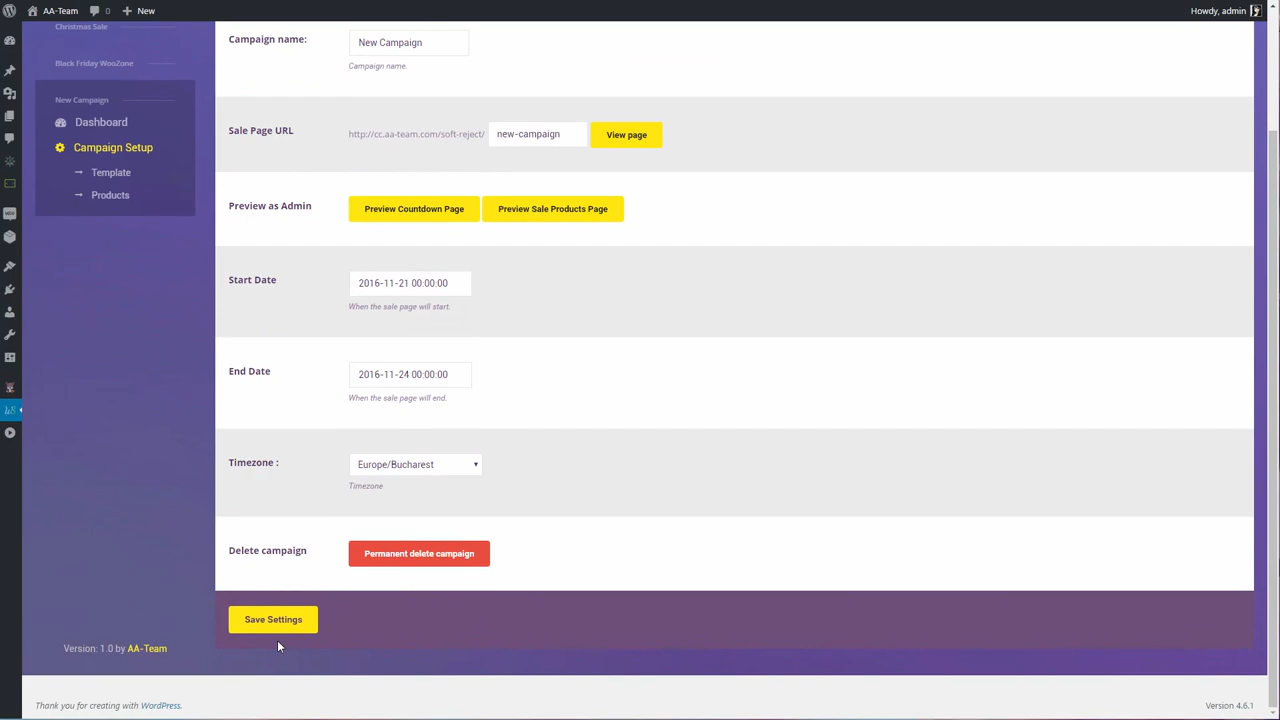 AA-Team 0 New Howdy, admin
Christmas Sale
Black Friday WooZone
New Campaign
Dashboard
Campaign Setup
Template
Products
Version: 1.0 by AA-Team
Campaign name:
New Campaign
Campaign name.
Sale Page URL
http://cc.aa-team.com/soft-reject/ new-campaign View page
Preview as Admin
Preview Countdown Page Preview Sale Products Page
Start Date
2016-11-21 00:00:00
When the sale page will start.
End Date
2016-11-24 00:00:00
When the sale page will end.
Timezone :
Europe/Bucharest
Timezone
Delete campaign
Permanent delete campaign
Save Settings
Thank you for creating with WordPress.
Version 4.6.1